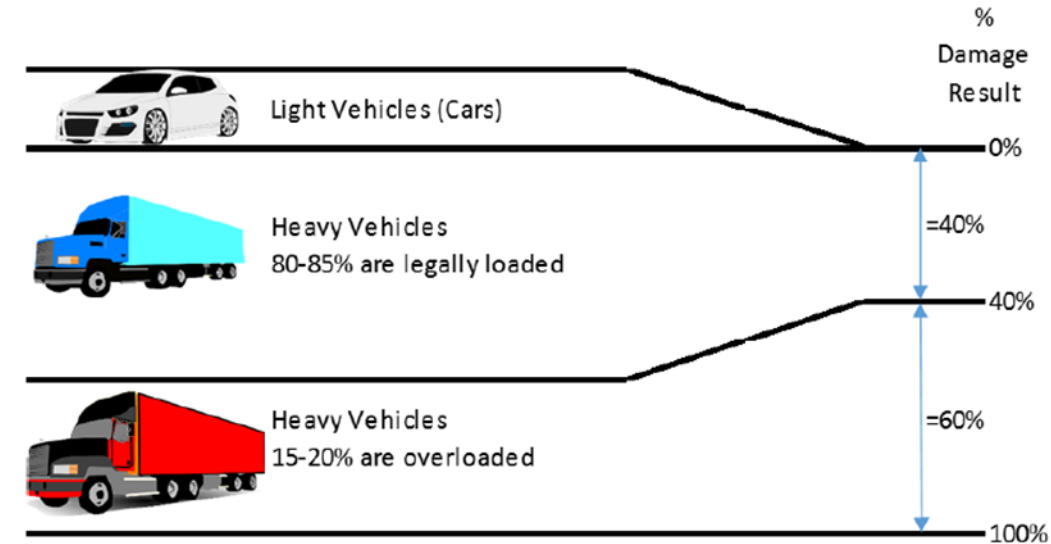 %
Damage
Result
Light Vehicles (Cars)
0%
Heavy Vehicles
80-85% are legally loaded
=40%
40%
Heavy Vehicles
15-20% are overloaded
=60%
100%